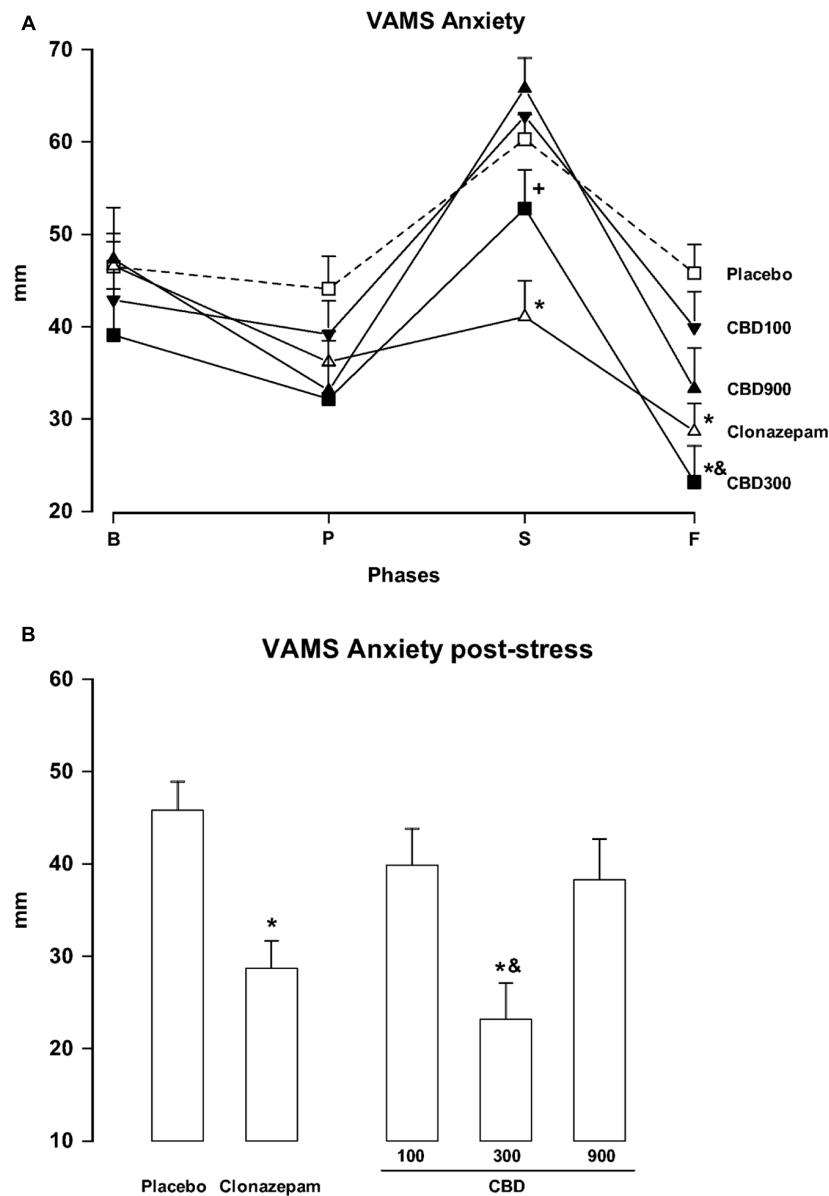 A
VAMS Anxiety
70
60
50
40
30
20
mm
+
*
Placebo
CBD100
CBD900
*
Clonazepam
*&
CBD300
B P S F
Phases
B
VAMS Anxiety post-stress
60
50
40
30
20
10
mm
*
*&
100 300 900
Placebo Clonazepam CBD